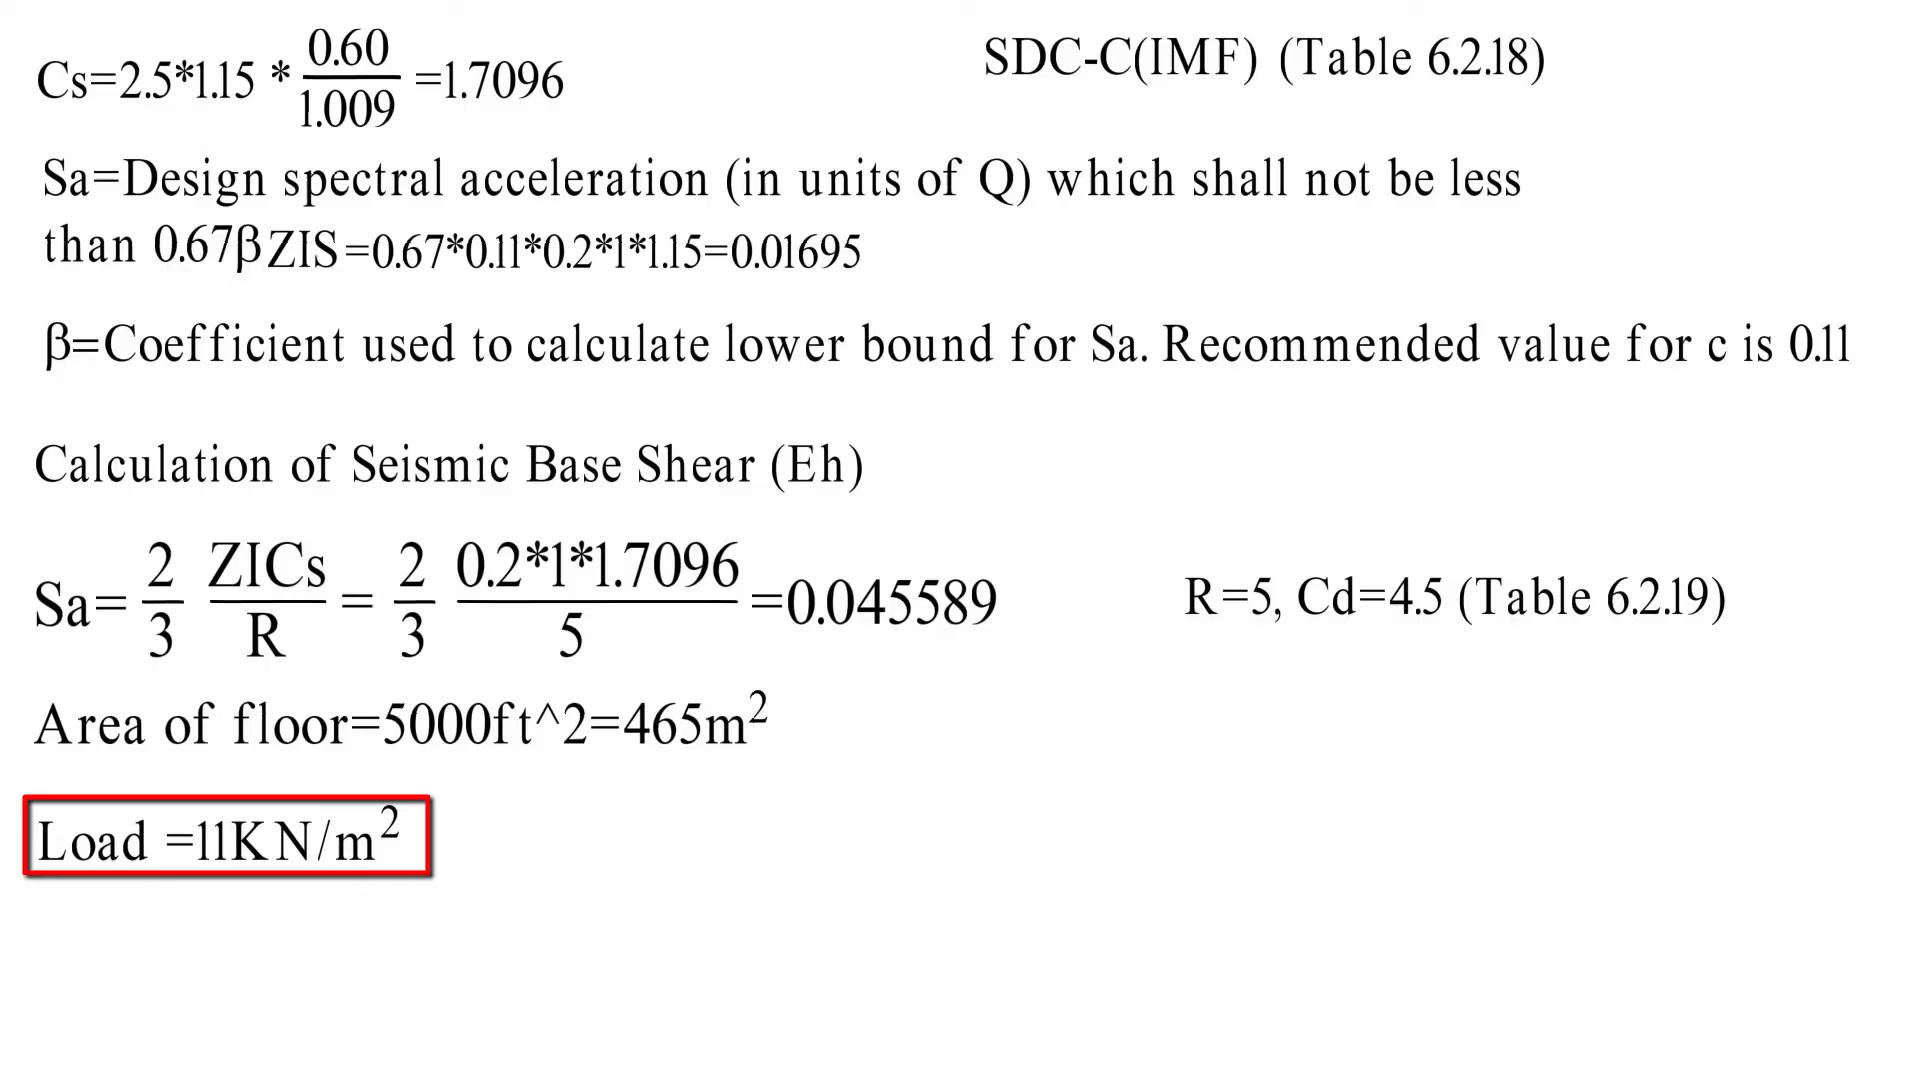 Cs=2.5*1.15 * 0.60/1.009 =1.7096
SDC-C(IMF) (Table 6.2.18)
Sa=Design spectral acceleration (in units of Q) which shall not be less
than 0.67βZIS=0.67*0.11*0.2*1*1.15=0.01695
β=Coefficient used to calculate lower bound for Sa. Recommended value for c is 0.11
Calculation of Seismic Base Shear (Eh)
Sa= 2/3 ZICs/R = 2/3 0.2*1*1.7096/5 =0.045589
R=5, Cd=4.5 (Table 6.2.19)
Area of floor=5000ft^2=465m²
Load =11KN/m²